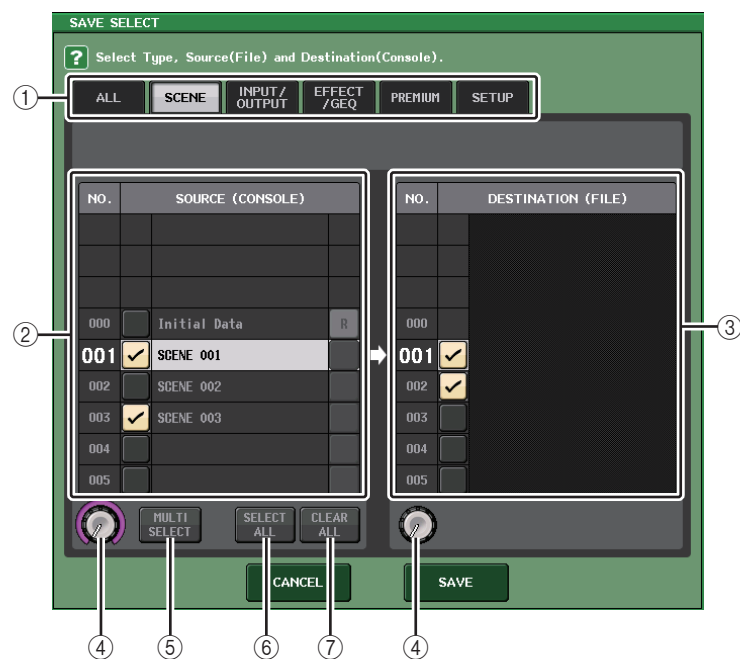 SAVE SELECT
? Select Type, Source(File) and Destination(Console).
① ALL SCENE INPUT/OUTPUT EFFECT/GEQ PREMIUM SETUP
NO. SOURCE (CONSOLE) NO. DESTINATION (FILE)
② 000 Initial Data R 000 ③
001 SCENE 001 001
002 SCENE 002 002
003 SCENE 003 003
004 004
005 005
MULTI SELECT SELECT ALL CLEAR ALL
CANCEL SAVE
④ ⑤ ⑥ ⑦ ④